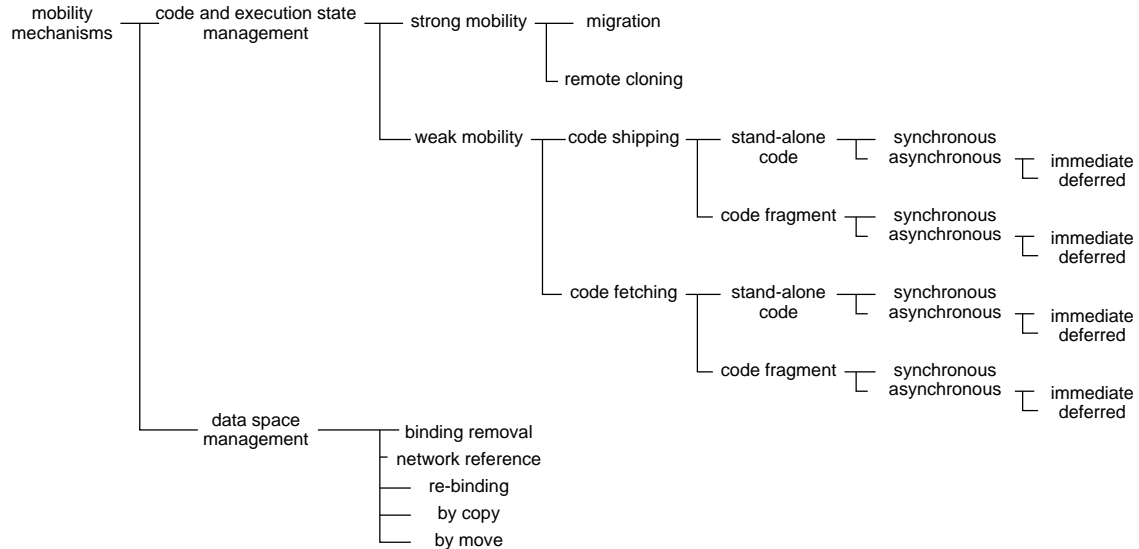 mobility
mechanisms
code and execution state
management
strong mobility
migration
remote cloning
weak mobility
code shipping
stand-alone
code
synchronous
asynchronous
immediate
deferred
code fragment
synchronous
asynchronous
immediate
deferred
code fetching
stand-alone
code
synchronous
asynchronous
immediate
deferred
code fragment
synchronous
asynchronous
immediate
deferred
data space
management
binding removal
network reference
re-binding
by copy
by move